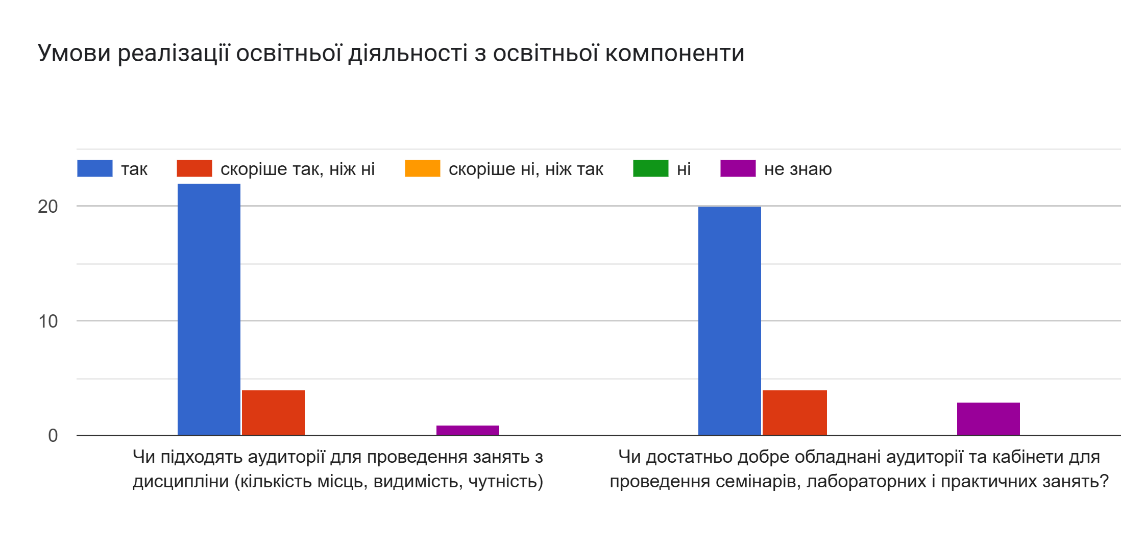 Умови реалізації освітньої діяльності з освітньої компоненти
так
скоріше так, ніж ні
скоріше ні, ніж так
ні
не знаю
20
10
0
Чи підходять аудиторії для проведення занять з
дисципліни (кількість місць, видимість, чутність)
Чи достатньо добре обладнані аудиторії та кабінети для
проведення семінарів, лабораторних і практичних занять?